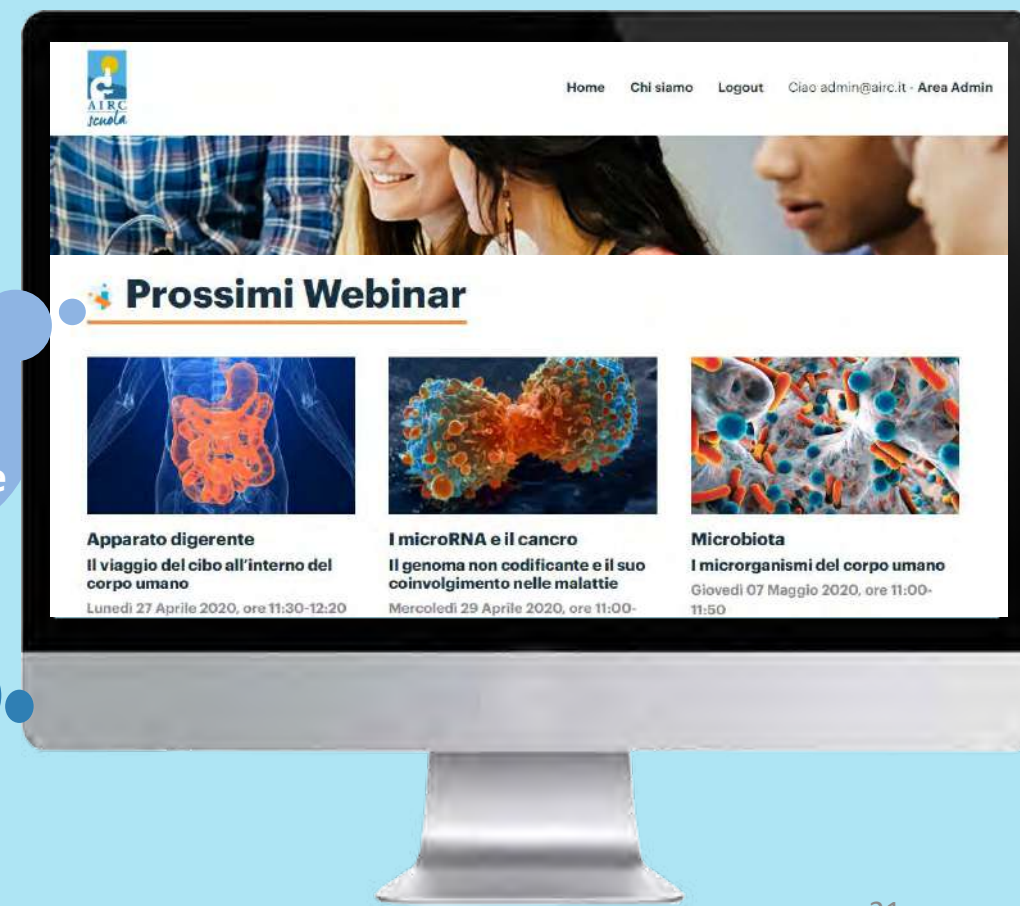 AIRC
scuola
Home Chi siamo Logout Ciao admin@airc.it - Area Admin
Prossimi Webinar
Apparato digerente
Il viaggio del cibo all'interno del
corpo umano
Lunedì 27 Aprile 2020, ore 11:30-12:20
I microRNA e il cancro
Il genoma non codificante e il suo
coinvolgimento nelle malattie
Mercoledì 29 Aprile 2020, ore 11:00-
Microbiota
I microrganismi del corpo umano
Giovedì 07 Maggio 2020, ore 11:00-
11:50
e